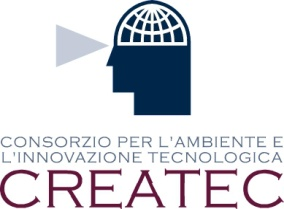 CONSORZIO PER L'AMBIENTE E
L'INNOVAZIONE TECNOLOGICA
CREATEC